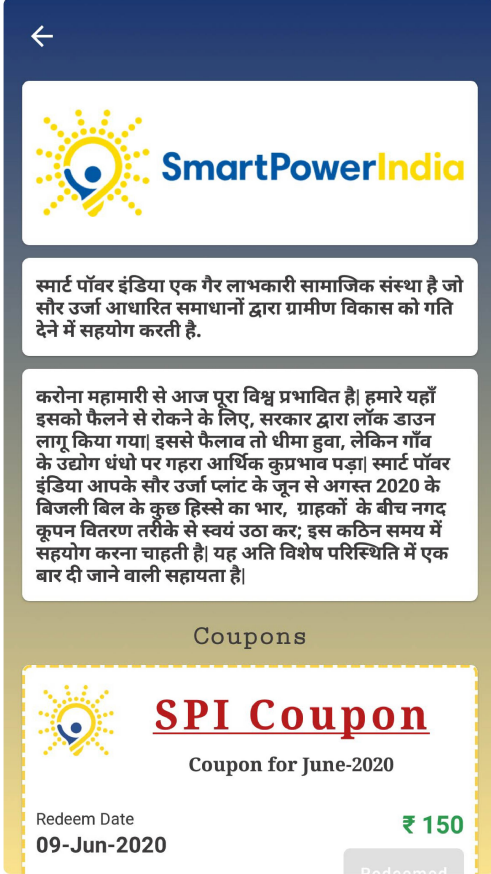 SmartPowerIndia
स्मार्ट पॉवर इंडिया एक गैर लाभकारी सामाजिक संस्था है जो
सौर उर्जा आधारित समाधानों द्वारा ग्रामीण विकास को गति
देने में सहयोग करती है.
करोना महामारी से आज पूरा विश्व प्रभावित है| हमारे यहाँ
इसको फैलने से रोकने के लिए, सरकार द्वारा लॉक डाउन
लागू किया गया| इससे फैलाव तो धीमा हुवा, लेकिन गाँव
के उद्योग धंधो पर गहरा आर्थिक कुप्रभाव पड़ा| स्मार्ट पॉवर
इंडिया आपके सौर उर्जा प्लांट के जून से अगस्त 2020 के
बिजली बिल के कुछ हिस्से का भार, ग्राहकों के बीच नगद
कूपन वितरण तरीके से स्वयं उठा कर; इस कठिन समय में
सहयोग करना चाहती है| यह अति विशेष परिस्थिति में एक
बार दी जाने वाली सहायता है|
Coupons
SPI Coupon
Coupon for June-2020
Redeem Date
₹ 150
09-Jun-2020
Redeemed